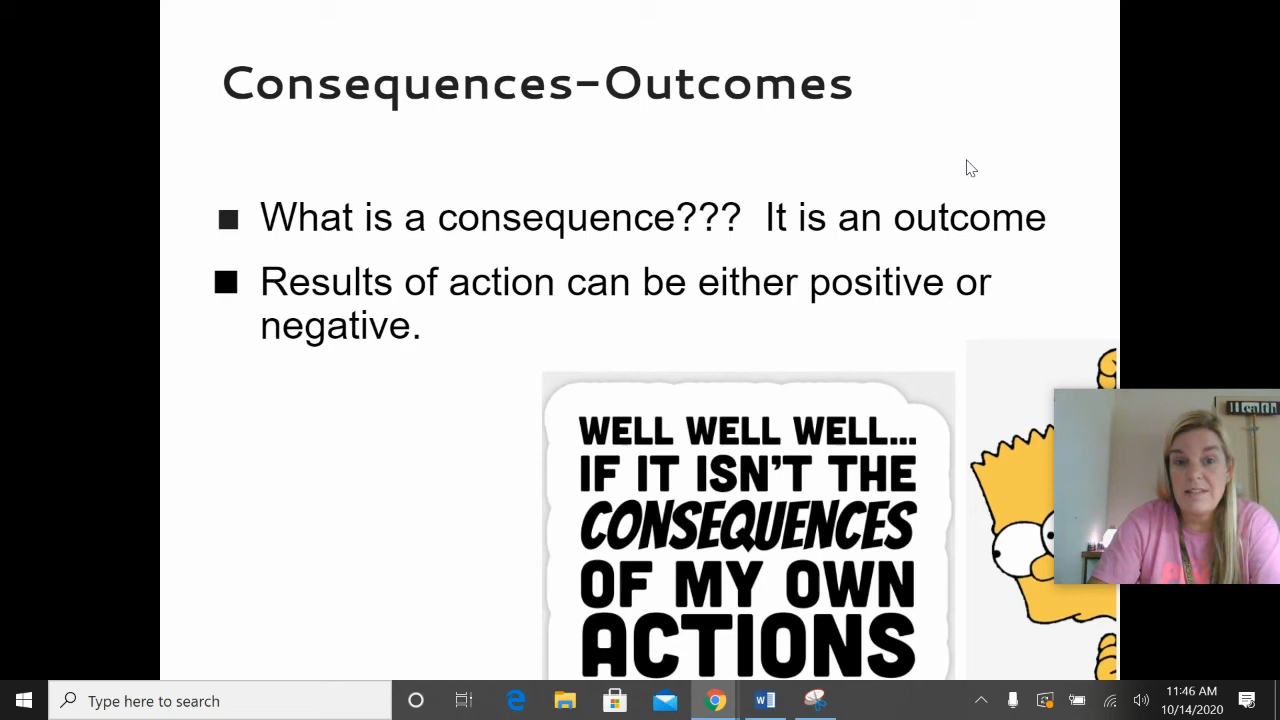 Consequences-Outcomes
■ What is a consequence??? It is an outcome
■ Results of action can be either positive or
negative.
WELL WELL WELL...
IF IT ISN'T THE
CONSEQUENCES
OF MY OWN
ACTIONS
Health
Type here to search
11:46 AM
10/14/2020